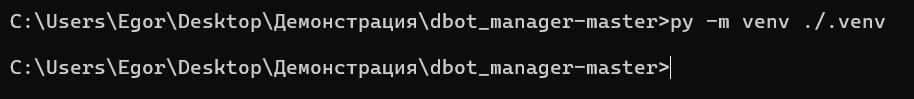 C:\Users\Egor\Desktop\Демонстрация\dbot_manager-master>py -m venv ./.venv
C:\Users\Egor\Desktop\Демонстрация\dbot_manager-master>